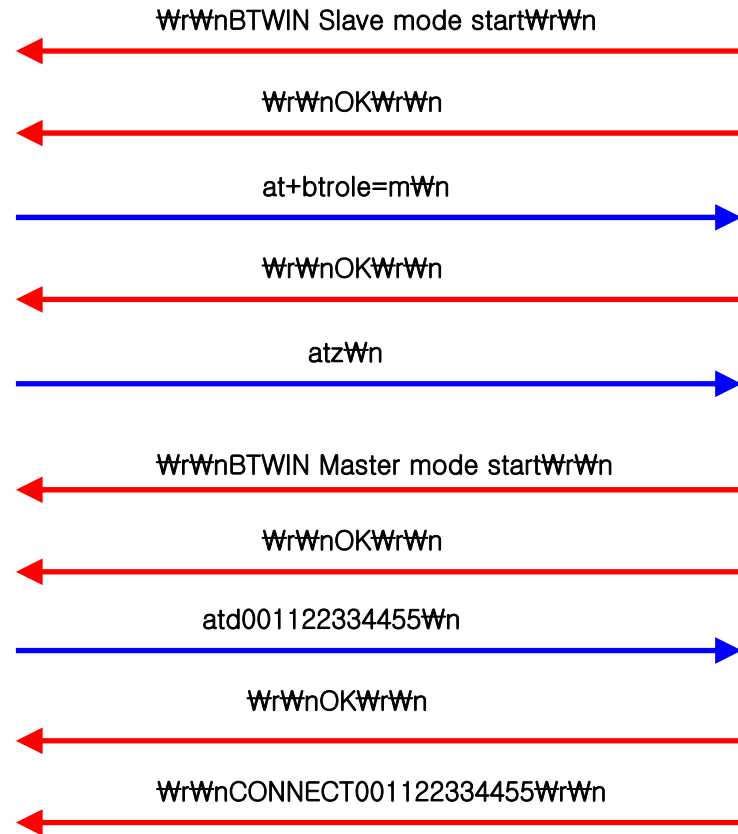 ₩r₩nBTWIN Slave mode start₩r₩n
₩r₩nOK₩r₩n
at+btrole=m₩n
₩r₩nOK₩r₩n
atz₩n
₩r₩nBTWIN Master mode start₩r₩n
₩r₩nOK₩r₩n
atd001122334455₩n
₩r₩nOK₩r₩n
₩r₩nCONNECT001122334455₩r₩n